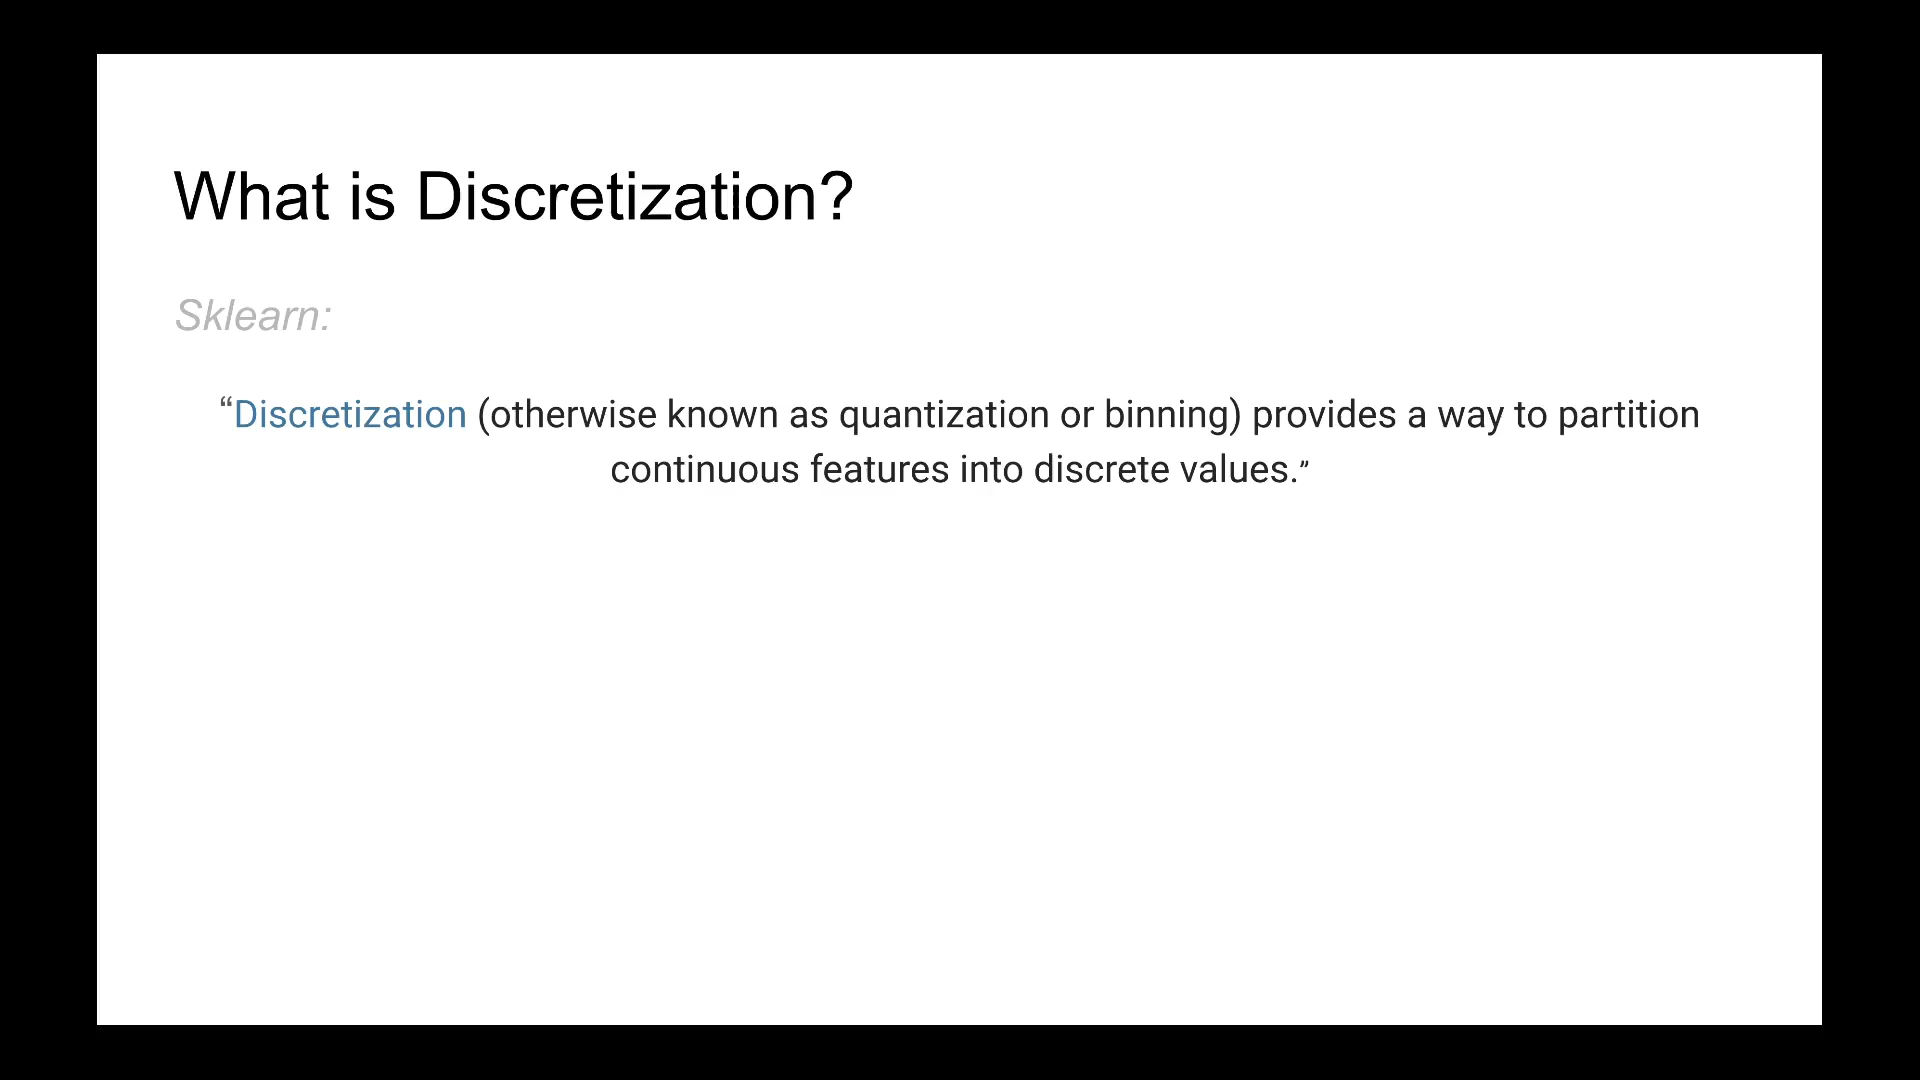 What is Discretization?
Sklearn:
“Discretization (otherwise known as quantization or binning) provides a way to partition
continuous features into discrete values.”